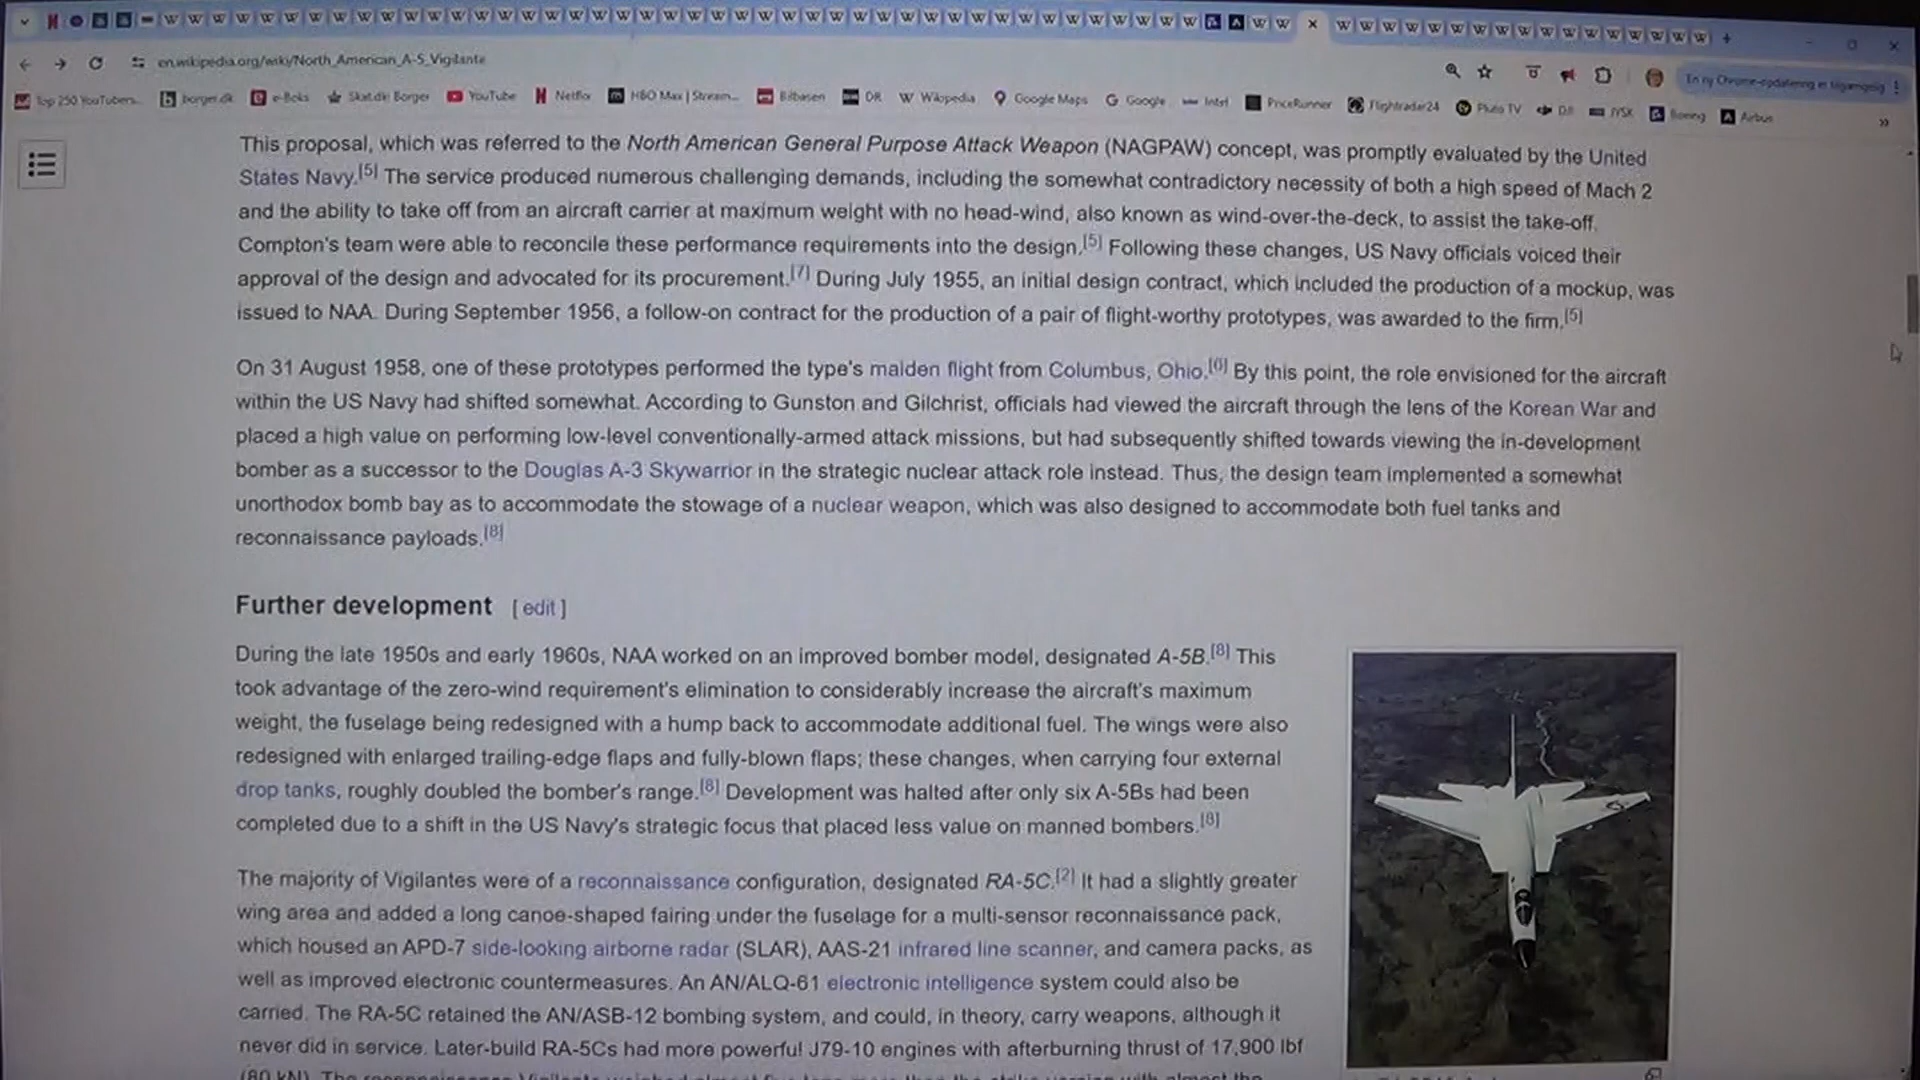 en.wikipedia.org/wiki/North_American_A-5_Vigilante
En ny Chrome-opdatering er tilgængelig
Top 250 YouTubers... borger.dk e-Boks Skat.dk: Borger YouTube Netflix HBO Max | Stream... Bilbasen DR Wikipedia Google Maps Google Intel PriceRunner Flightradar24 Pluto TV DJI JYSK Boeing Airbus »
This proposal, which was referred to the North American General Purpose Attack Weapon (NAGPAW) concept, was promptly evaluated by the United
States Navy.[5] The service produced numerous challenging demands, including the somewhat contradictory necessity of both a high speed of Mach 2
and the ability to take off from an aircraft carrier at maximum weight with no head-wind, also known as wind-over-the-deck, to assist the take-off.
Compton's team were able to reconcile these performance requirements into the design.[5] Following these changes, US Navy officials voiced their
approval of the design and advocated for its procurement.[7] During July 1955, an initial design contract, which included the production of a mockup, was
issued to NAA. During September 1956, a follow-on contract for the production of a pair of flight-worthy prototypes, was awarded to the firm.[5]
On 31 August 1958, one of these prototypes performed the type's maiden flight from Columbus, Ohio.[6] By this point, the role envisioned for the aircraft
within the US Navy had shifted somewhat. According to Gunston and Gilchrist, officials had viewed the aircraft through the lens of the Korean War and
placed a high value on performing low-level conventionally-armed attack missions, but had subsequently shifted towards viewing the in-development
bomber as a successor to the Douglas A-3 Skywarrior in the strategic nuclear attack role instead. Thus, the design team implemented a somewhat
unorthodox bomb bay as to accommodate the stowage of a nuclear weapon, which was also designed to accommodate both fuel tanks and
reconnaissance payloads.[8]
Further development [ edit ]
During the late 1950s and early 1960s, NAA worked on an improved bomber model, designated A-5B.[8] This
took advantage of the zero-wind requirement's elimination to considerably increase the aircraft's maximum
weight, the fuselage being redesigned with a hump back to accommodate additional fuel. The wings were also
redesigned with enlarged trailing-edge flaps and fully-blown flaps; these changes, when carrying four external
drop tanks, roughly doubled the bomber's range.[8] Development was halted after only six A-5Bs had been
completed due to a shift in the US Navy's strategic focus that placed less value on manned bombers.[8]
The majority of Vigilantes were of a reconnaissance configuration, designated RA-5C.[2] It had a slightly greater
wing area and added a long canoe-shaped fairing under the fuselage for a multi-sensor reconnaissance pack,
which housed an APD-7 side-looking airborne radar (SLAR), AAS-21 infrared line scanner, and camera packs, as
well as improved electronic countermeasures. An AN/ALQ-61 electronic intelligence system could also be
carried. The RA-5C retained the AN/ASB-12 bombing system, and could, in theory, carry weapons, although it
never did in service. Later-build RA-5Cs had more powerful J79-10 engines with afterburning thrust of 17,900 lbf